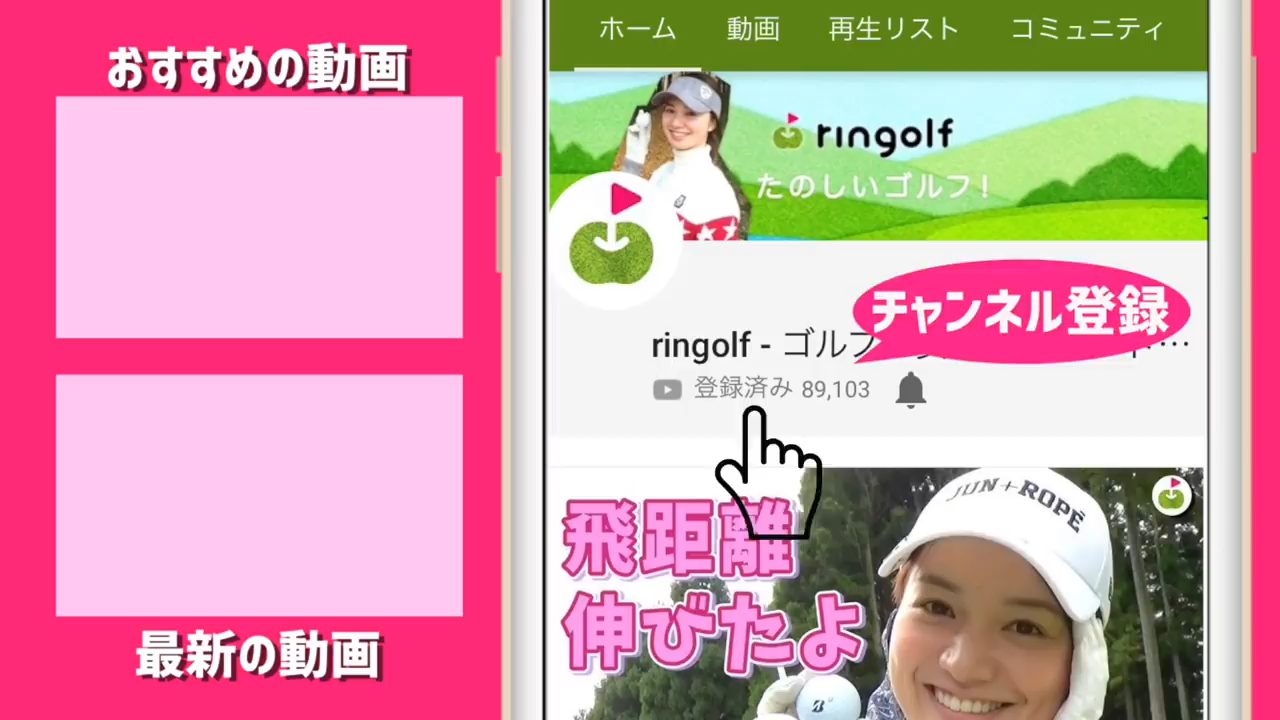 おすすめの動画
最新の動画
ホーム 動画 再生リスト コミュニティ
ringolf
たのしいゴルフ!
チャンネル登録
ringolf - ゴルフ
登録済み 89,103
JUN+ROPÉ
飛距離
伸びたよ
B